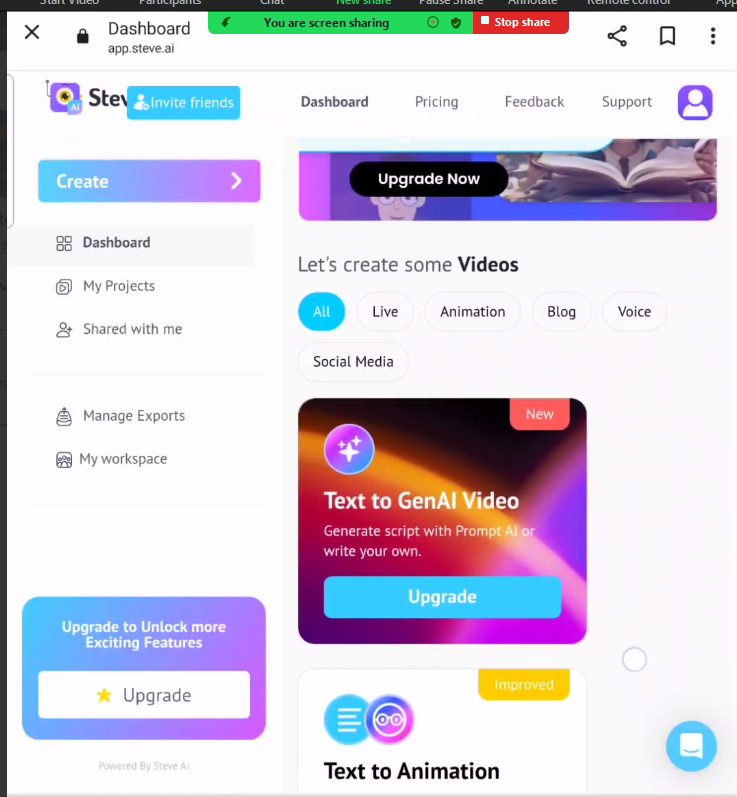 Start Video Participants Chat New share Pause Share Annotate Remote control
You are screen sharing Stop share
Dashboard
app.steve.ai
AI
Invite friends
Dashboard Pricing Feedback Support
Create
Upgrade Now
Dashboard
My Projects
Shared with me
Manage Exports
My workspace
Let's create some Videos
All Live Animation Blog Voice
Social Media
New
Text to GenAI Video
Generate script with Prompt AI or
write your own.
Upgrade
Upgrade to Unlock more
Exciting Features
Upgrade
Powered By Steve AI
Improved
Text to Animation